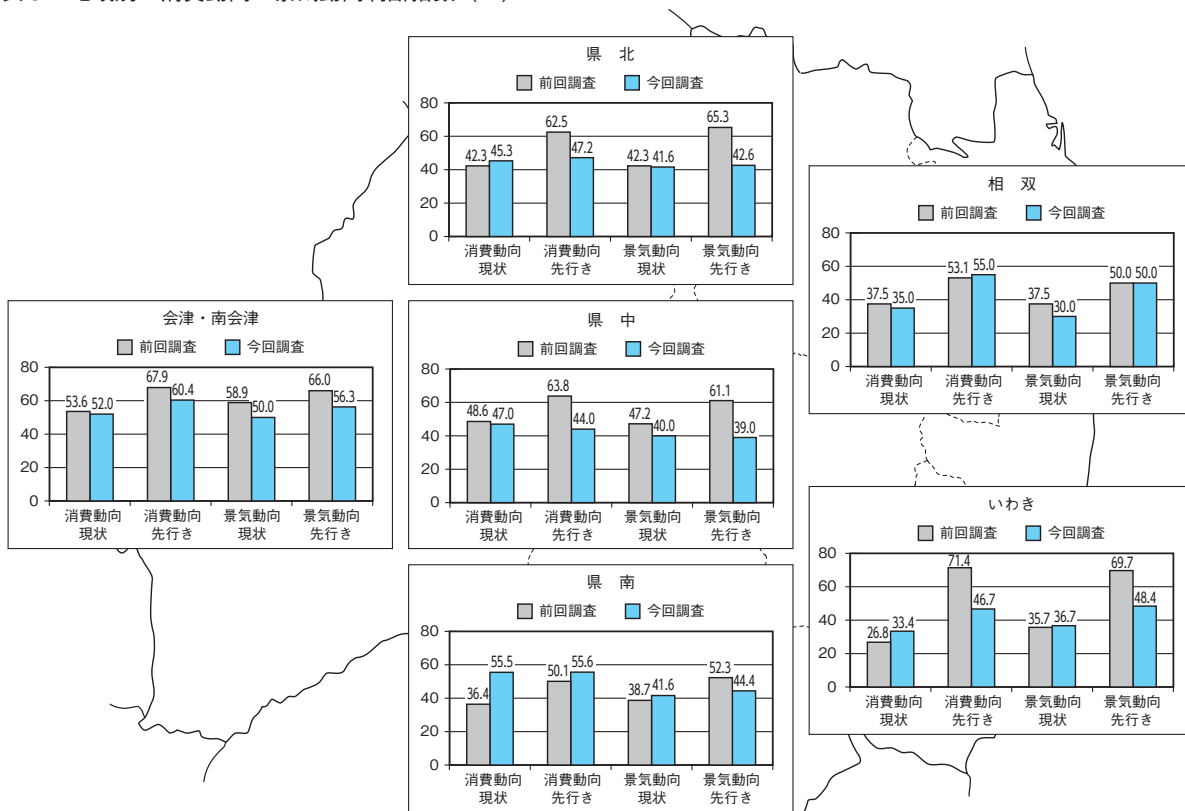 県 北
前回調査 今回調査
80
60
40
20
0
42.3 45.3 62.5 47.2 42.3 41.6 65.3 42.6
消費動向 消費動向 景気動向 景気動向
現状 先行き 現状 先行き
相 双
前回調査 今回調査
80
60
40
20
0
37.5 35.0 53.1 55.0 37.5 30.0 50.0 50.0
消費動向 消費動向 景気動向 景気動向
現状 先行き 現状 先行き
会津・南会津
前回調査 今回調査
80
60
40
20
0
53.6 52.0 67.9 60.4 58.9 50.0 66.0 56.3
消費動向 消費動向 景気動向 景気動向
現状 先行き 現状 先行き
県 中
前回調査 今回調査
80
60
40
20
0
48.6 47.0 63.8 44.0 47.2 40.0 61.1 39.0
消費動向 消費動向 景気動向 景気動向
現状 先行き 現状 先行き
いわき
前回調査 今回調査
80
60
40
20
0
26.8 33.4 71.4 46.7 35.7 36.7 69.7 48.4
消費動向 消費動向 景気動向 景気動向
現状 先行き 現状 先行き
県 南
前回調査 今回調査
80
60
40
20
0
36.4 55.5 50.1 55.6 38.7 41.6 52.3 44.4
消費動向 消費動向 景気動向 景気動向
現状 先行き 現状 先行き